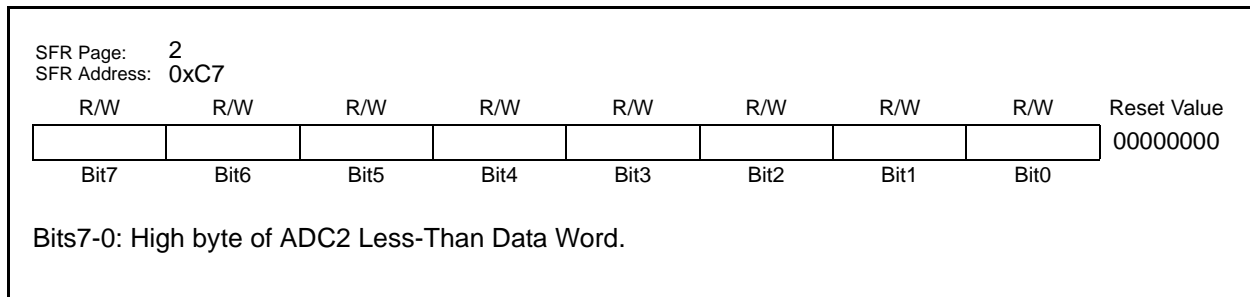 SFR Page: 2
SFR Address: 0xC7
R/W R/W R/W R/W R/W R/W R/W R/W Reset Value
00000000
Bit7 Bit6 Bit5 Bit4 Bit3 Bit2 Bit1 Bit0
Bits7-0: High byte of ADC2 Less-Than Data Word.